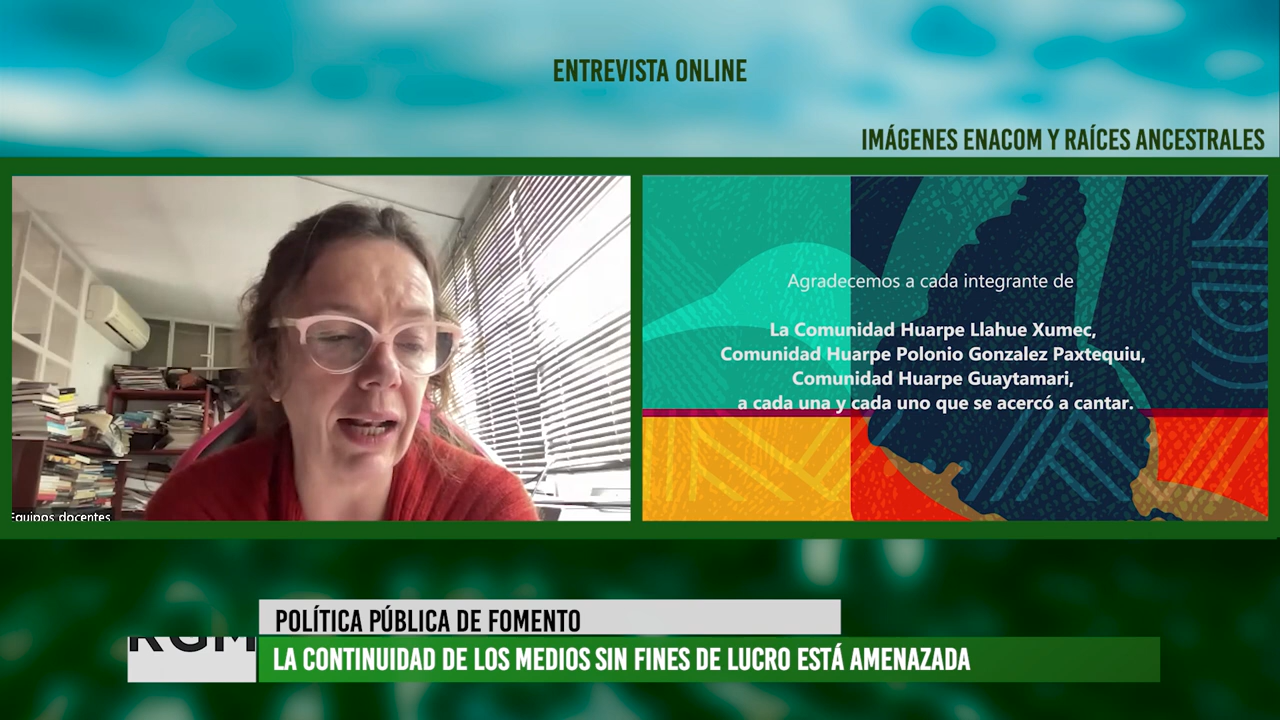 ENTREVISTA ONLINE
IMÁGENES ENACOM Y RAÍCES ANCESTRALES
Agradecemos a cada integrante de
La Comunidad Huarpe Llahue Xumec,
Comunidad Huarpe Polonio Gonzalez Paxtequiu,
Comunidad Huarpe Guaytamari,
a cada una y cada uno que se acercó a cantar.
Equipos docentes
POLÍTICA PÚBLICA DE FOMENTO
RGM
LA CONTINUIDAD DE LOS MEDIOS SIN FINES DE LUCRO ESTÁ AMENAZADA